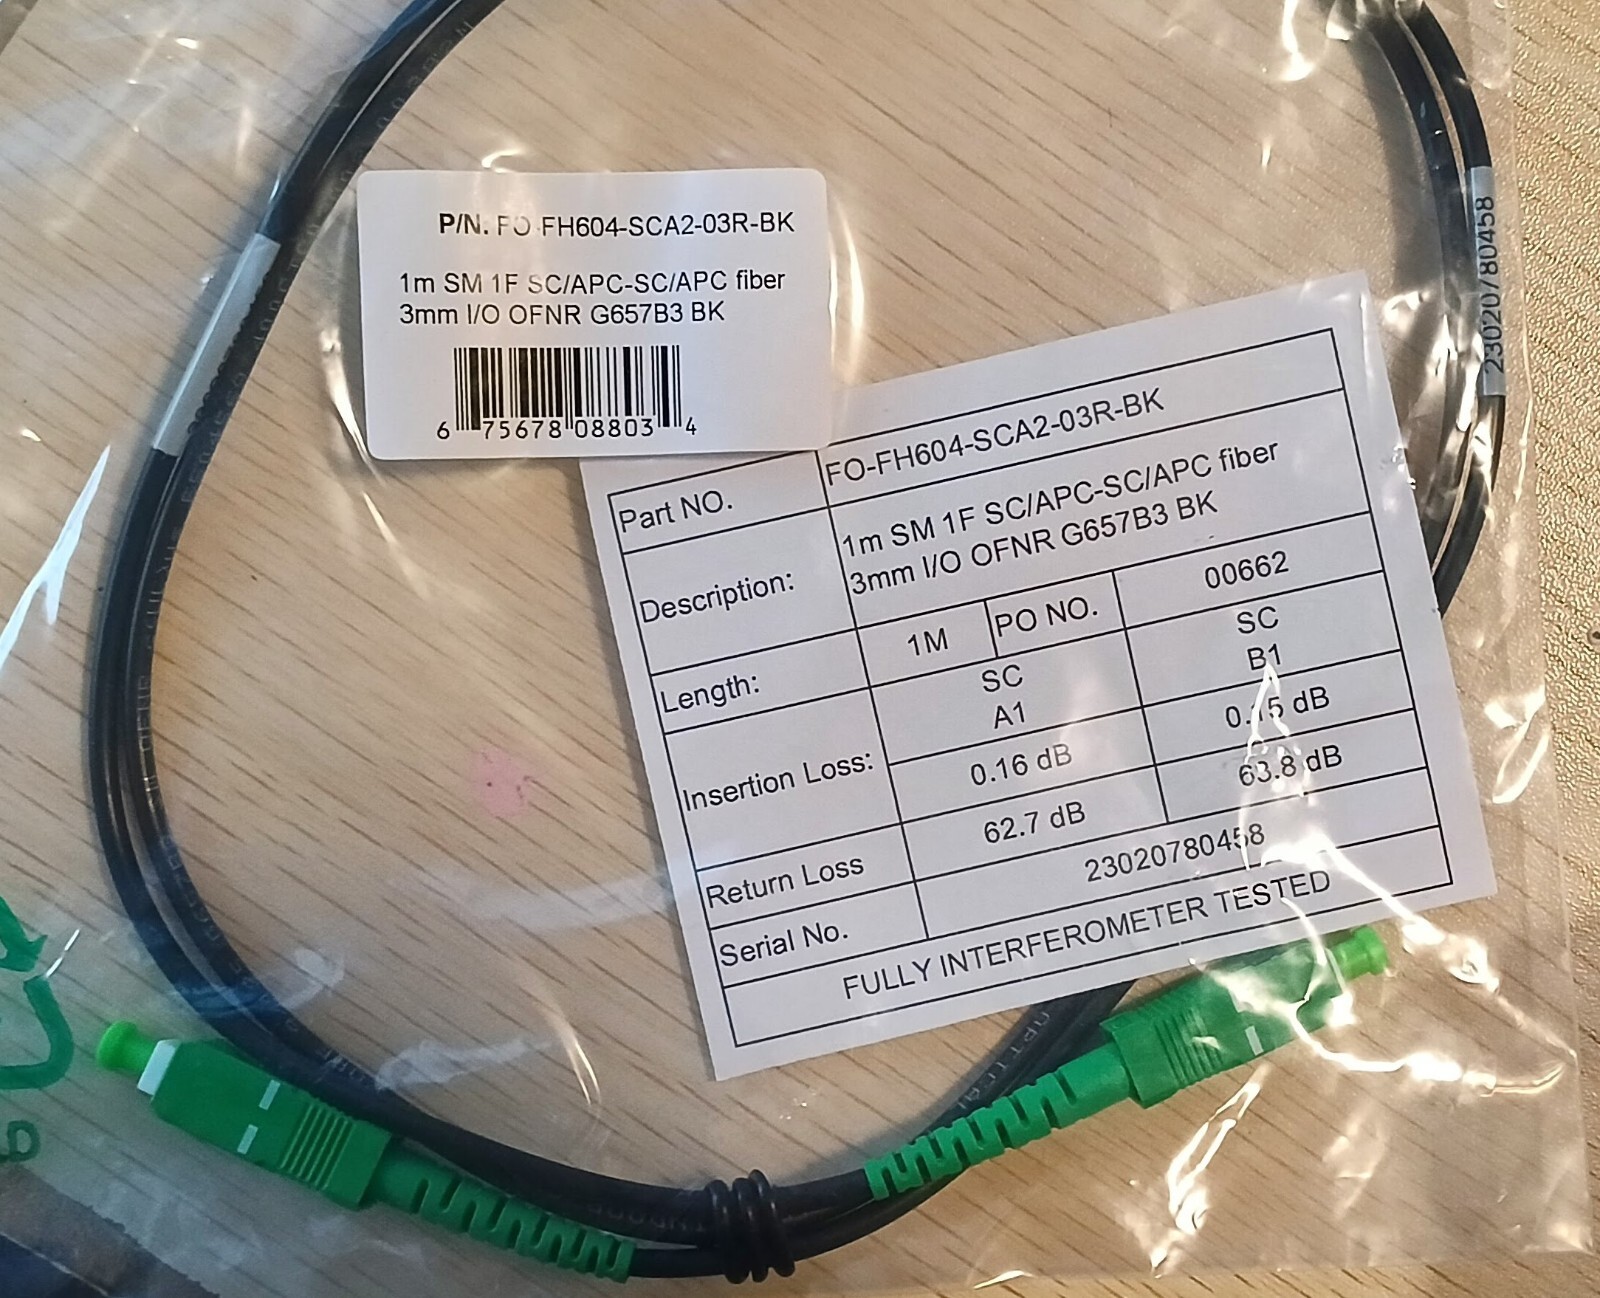 P/N. FO-FH604-SCA2-03R-BK
1m SM 1F SC/APC-SC/APC fiber
3mm I/O OFNR G657B3 BK
6 75678 08803 4
Part NO. FO-FH604-SCA2-03R-BK
Description: 1m SM 1F SC/APC-SC/APC fiber
3mm I/O OFNR G657B3 BK
Length: 1M PO NO. 00662
Insertion Loss: SC SC
A1 B1
0.16 dB 0.15 dB
Return Loss 62.7 dB 63.8 dB
Serial No. 23020780458
FULLY INTERFEROMETER TESTED
23020780458